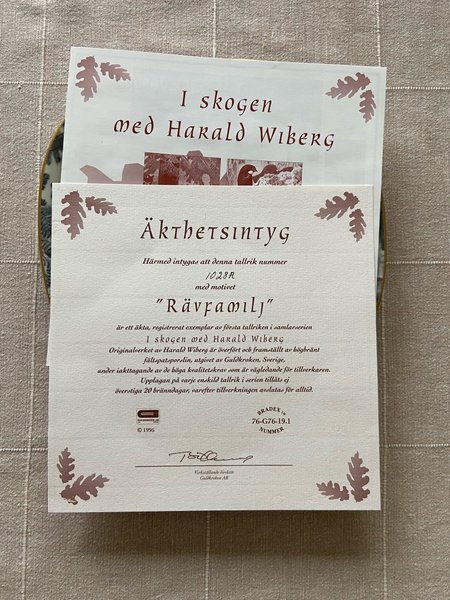 I skogen
med Harald Wiberg
Äkthetsintyg
Härmed intygas att denna tallrik nummer
1028A
med motivet
"Rävfamilj"
är ett äkta, registrerat exemplar av första tallriken i samlarserien
I skogen med Harald Wiberg
Originalverket av Harald Wiberg är överfört och framställt av högbränt
fältspatsporslin, utgivet av Guldkroken, Sverige,
under iakttagande av de höga kvalitetskrav som är vägledande för tillverkaren.
Upplagan på varje enskild tallrik i serien tillåts ej
överstiga 20 bränndagar, varefter tillverkningen avslutas för alltid.
© 1996
BRADEX
76-G76-19.1
NUMMER
Verkställande direktör
Guldkroken AB